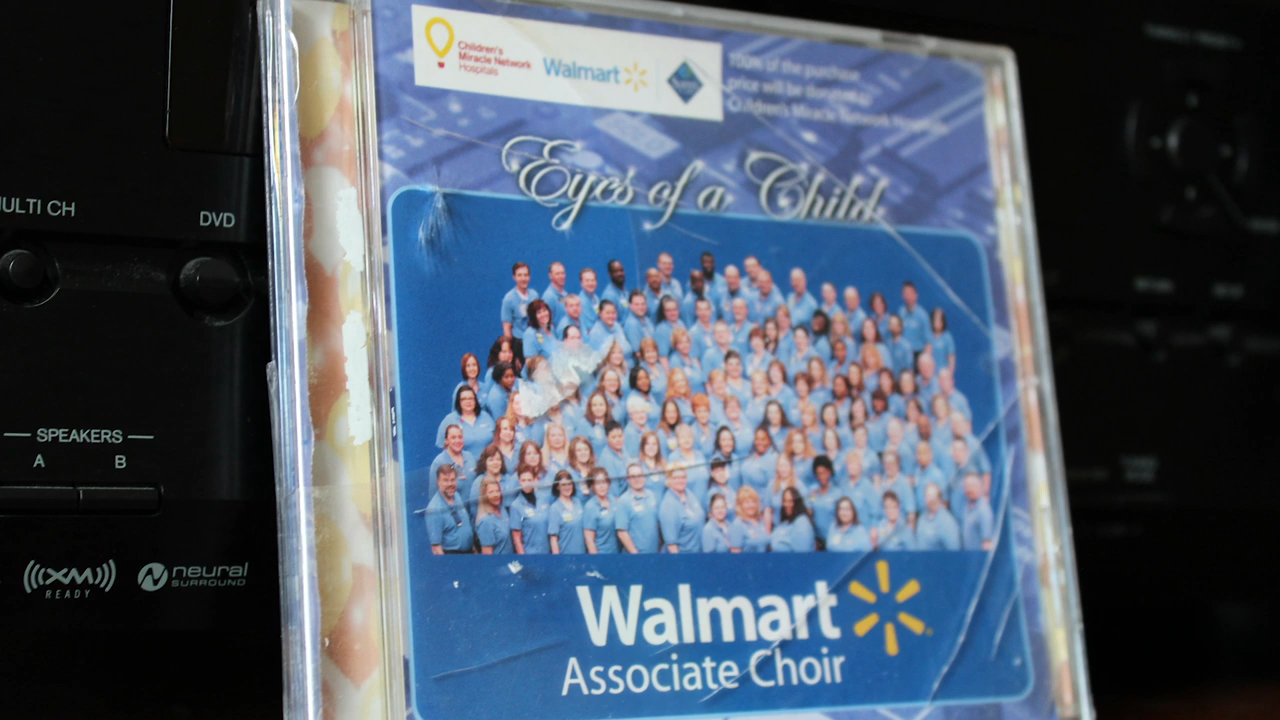 MULTI CH
DVD
SPEAKERS
A B
XM
READY
neural
SURROUND
Children's
Miracle Network
Hospitals
Walmart
100% of the purchase
price will be donated to
Children's Miracle Network Hospitals
Eyes of a Child
Walmart
Associate Choir